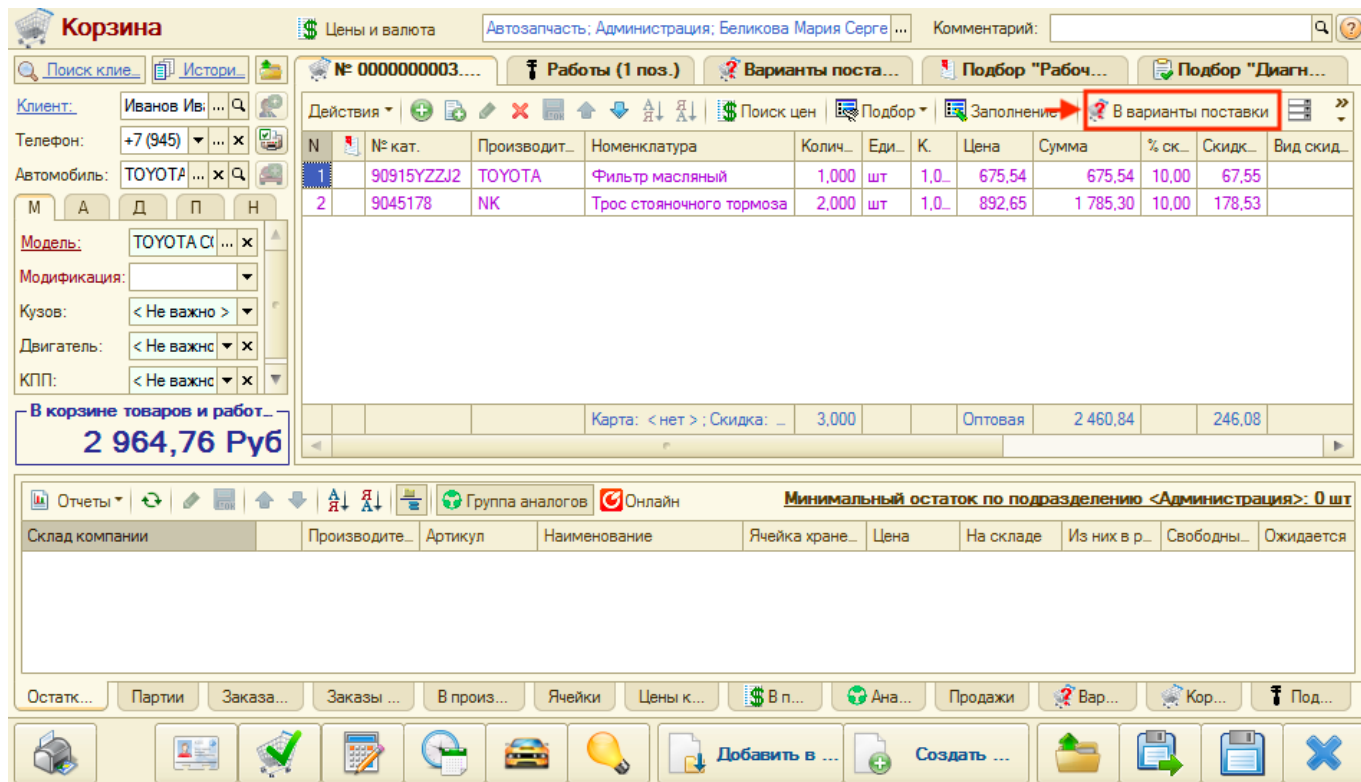 Корзина
Цены и валюта
Автозапчасть; Администрация; Беликова Мария Серге ...
Комментарий:
Поиск клие...
Истори...
№ 0000000003....
Работы (1 поз.)
Варианты поста...
Подбор "Рабоч...
Подбор "Диагн...
Клиент: Иванов Ив
Действия
Поиск цен
Подбор
Заполнение
В варианты поставки
Телефон: +7 (945)
Автомобиль: TOYOTA
N № кат. Производит... Номенклатура Колич... Еди... К. Цена Сумма % ск... Скидк... Вид скид...
1 90915YZZJ2 TOYOTA Фильтр масляный 1,000 шт 1,0... 675,54 675,54 10,00 67,55
2 9045178 NK Трос стояночного тормоза 2,000 шт 1,0... 892,65 1 785,30 10,00 178,53
М А Д П Н
Модель: TOYOTA C
Модификация:
Кузов: < Не важно >
Двигатель: < Не важно
КПП: < Не важно
В корзине товаров и работ...
2 964,76 Руб
Карта: < нет > ; Скидка: ... 3,000 Оптовая 2 460,84 246,08
Отчеты
Группа аналогов
Онлайн
Минимальный остаток по подразделению <Администрация>: 0 шт
Склад компании Производите... Артикул Наименование Ячейка хране... Цена На складе Из них в р... Свободны... Ожидается
Остатк... Партии Заказа... Заказы ... В произ... Ячейки Цены к... В п... Ана... Продажи Вар... Кор... Под...
Добавить в ...
Создать ...